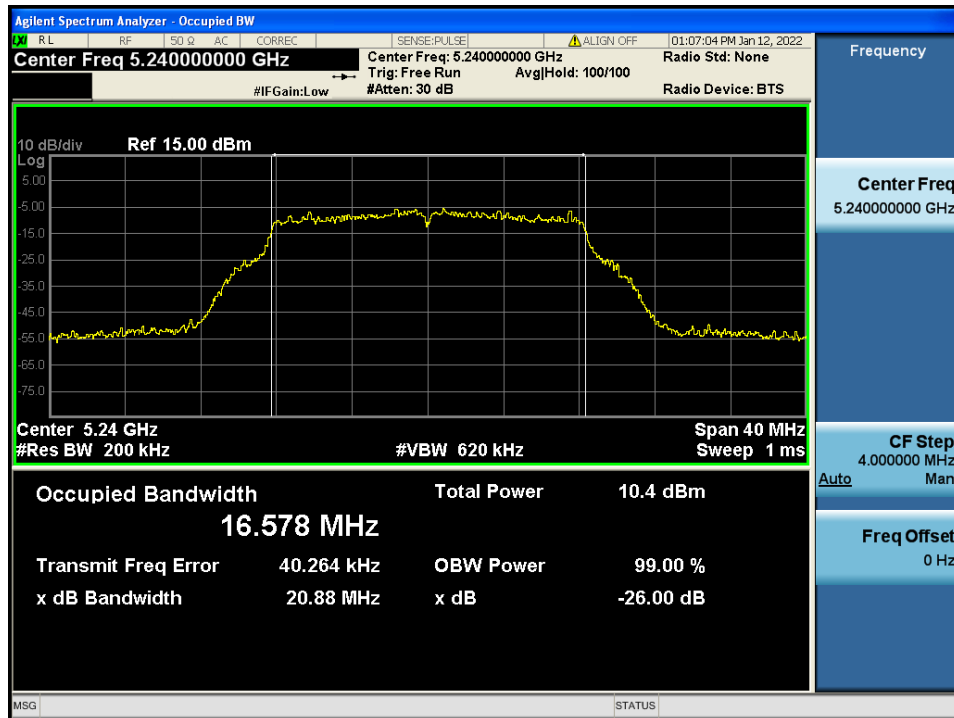 Agilent Spectrum Analyzer - Occupied BW
LXI RL RF 50 Ω AC CORREC SENSE:PULSE ALIGN OFF 01:07:04 PM Jan 12, 2022
Center Freq 5.240000000 GHz
Center Freq: 5.240000000 GHz
Radio Std: None
Trig: Free Run Avg|Hold: 100/100
#IFGain:Low
#Atten: 30 dB
Radio Device: BTS
10 dB/div Ref 15.00 dBm
Log
5.00
-5.00
-15.0
-25.0
-35.0
-45.0
-55.0
-65.0
-75.0
Center 5.24 GHz Span 40 MHz
#Res BW 200 kHz #VBW 620 kHz Sweep 1 ms
Occupied Bandwidth Total Power 10.4 dBm
16.578 MHz
Transmit Freq Error 40.264 kHz OBW Power 99.00 %
x dB Bandwidth 20.88 MHz x dB -26.00 dB
Frequency
Center Freq
5.240000000 GHz
CF Step
4.000000 MHz
Auto Man
Freq Offset
0 Hz
MSG STATUS